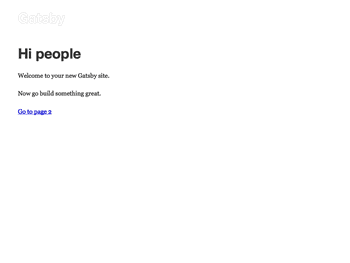 Gatsby
Hi people
Welcome to your new Gatsby site.
Now go build something great.
Go to page 2